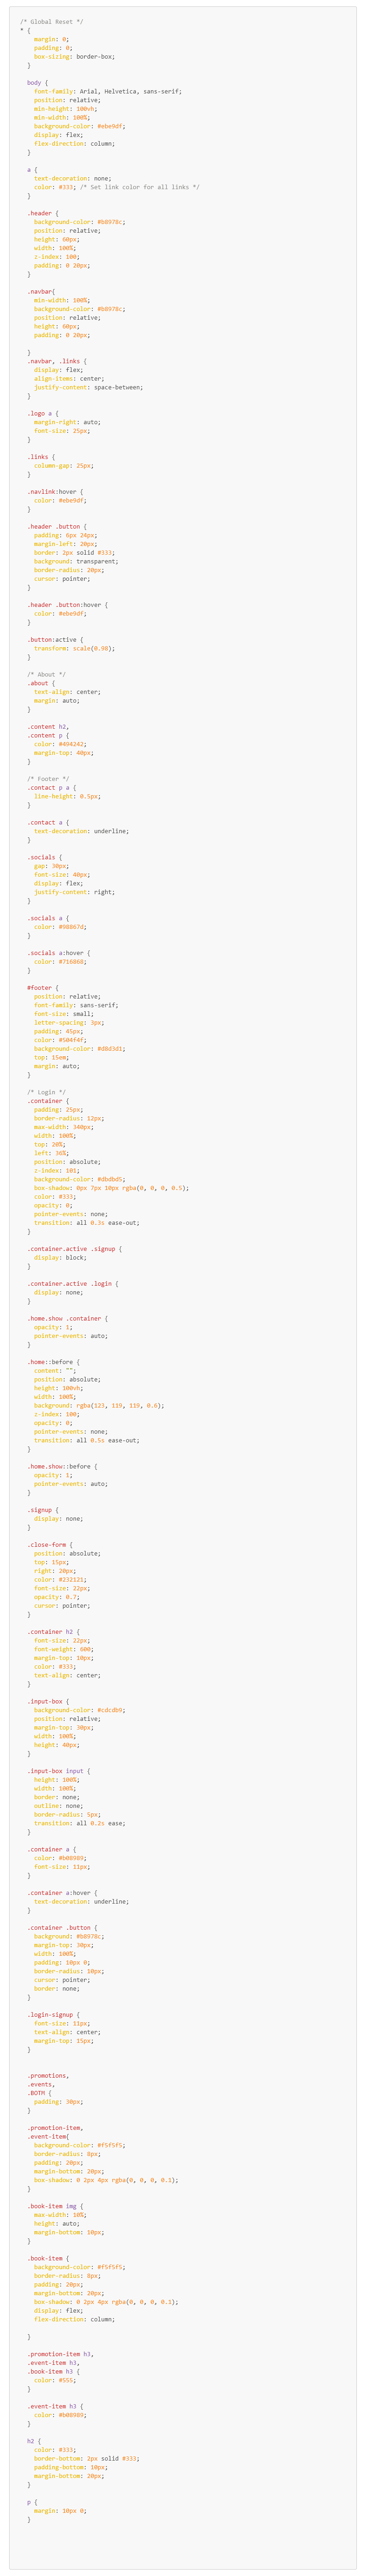 /* Global Reset */
* {
margin: 0;
padding: 0;
box-sizing: border-box;
}
body {
font-family: Arial, Helvetica, sans-serif;
position: relative;
min-height: 100vh;
min-width: 100%;
background-color: #ebe9df;
display: flex;
flex-direction: column;
}
a {
text-decoration: none;
color: #333; /* Set link color for all links */
}
.header {
background-color: #b8978c;
position: relative;
height: 60px;
width: 100%;
z-index: 100;
padding: 0 20px;
}
.navbar{
min-width: 100%;
background-color: #b8978c;
position: relative;
height: 60px;
padding: 0 20px;
}
.navbar, .links {
display: flex;
align-items: center;
justify-content: space-between;
}
.logo a {
margin-right: auto;
font-size: 25px;
}
.links {
column-gap: 25px;
}
.navlink:hover {
color: #ebe9df;
}
.header .button {
padding: 6px 24px;
margin-left: 20px;
border: 2px solid #333;
background: transparent;
border-radius: 20px;
cursor: pointer;
}
.header .button:hover {
color: #ebe9df;
}
.button:active {
transform: scale(0.98);
}
/* About */
.about {
text-align: center;
margin: auto;
}
.content h2,
.content p {
color: #494242;
margin-top: 40px;
}
/* Footer */
.contact p a {
line-height: 0.5px;
}
.contact a {
text-decoration: underline;
}
.socials {
gap: 30px;
font-size: 40px;
display: flex;
justify-content: right;
}
.socials a {
color: #98867d;
}
.socials a:hover {
color: #716868;
}
#footer {
position: relative;
font-family: sans-serif;
font-size: small;
letter-spacing: 3px;
padding: 45px;
color: #504f4f;
background-color: #d8d3d1;
top: 15em;
margin: auto;
}
/* Login */
.container {
padding: 25px;
border-radius: 12px;
max-width: 340px;
width: 100%;
top: 20%;
left: 36%;
position: absolute;
z-index: 101;
background-color: #dbdbd5;
box-shadow: 0px 7px 10px rgba(0, 0, 0, 0.5);
color: #333;
opacity: 0;
pointer-events: none;
transition: all 0.3s ease-out;
}
.container.active .signup {
display: block;
}
.container.active .login {
display: none;
}
.home.show .container {
opacity: 1;
pointer-events: auto;
}
.home::before {
content: "";
position: absolute;
height: 100vh;
width: 100%;
background: rgba(123, 119, 119, 0.6);
z-index: 100;
opacity: 0;
pointer-events: none;
transition: all 0.5s ease-out;
}
.home.show::before {
opacity: 1;
pointer-events: auto;
}
.signup {
display: none;
}
.close-form {
position: absolute;
top: 15px;
right: 20px;
color: #232121;
font-size: 22px;
opacity: 0.7;
cursor: pointer;
}
.container h2 {
font-size: 22px;
font-weight: 600;
margin-top: 10px;
color: #333;
text-align: center;
}
.input-box {
background-color: #cdcdb9;
position: relative;
margin-top: 30px;
width: 100%;
height: 40px;
}
.input-box input {
height: 100%;
width: 100%;
border: none;
outline: none;
border-radius: 5px;
transition: all 0.2s ease;
}
.container a {
color: #b08989;
font-size: 11px;
}
.container a:hover {
text-decoration: underline;
}
.container .button {
background: #b8978c;
margin-top: 30px;
width: 100%;
padding: 10px 0;
border-radius: 10px;
cursor: pointer;
border: none;
}
.login-signup {
font-size: 11px;
text-align: center;
margin-top: 15px;
}
.promotions,
.events,
.BOTM {
padding: 30px;
}
.promotion-item,
.event-item{
background-color: #f5f5f5;
border-radius: 8px;
padding: 20px;
margin-bottom: 20px;
box-shadow: 0 2px 4px rgba(0, 0, 0, 0.1);
}
.book-item img {
max-width: 10%;
height: auto;
margin-bottom: 10px;
}
.book-item {
background-color: #f5f5f5;
border-radius: 8px;
padding: 20px;
margin-bottom: 20px;
box-shadow: 0 2px 4px rgba(0, 0, 0, 0.1);
display: flex;
flex-direction: column;
}
.promotion-item h3,
.event-item h3,
.book-item h3 {
color: #555;
}
.event-item h3 {
color: #b08989;
}
h2 {
color: #333;
border-bottom: 2px solid #333;
padding-bottom: 10px;
margin-bottom: 20px;
}
p {
margin: 10px 0;
}